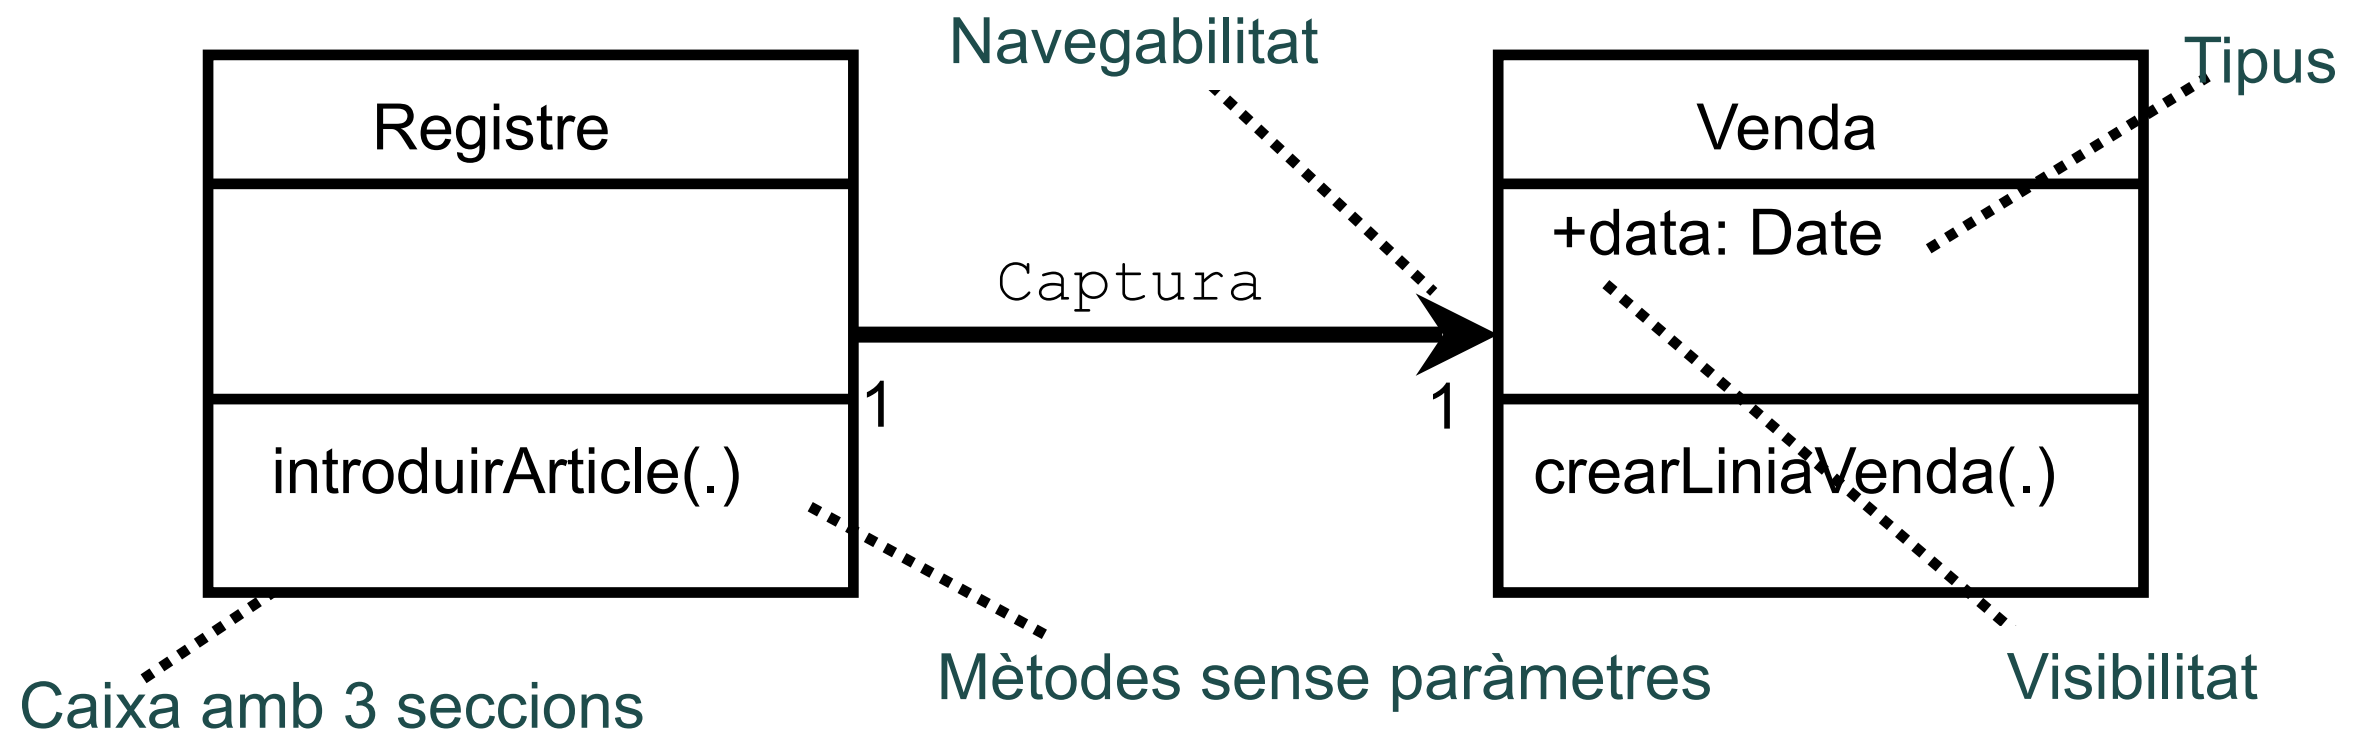 Navegabilitat
Tipus
Registre
Venda
+data: Date
Captura
1
1
introduirArticle(.)
crearLiniaVenda(.)
Caixa amb 3 seccions
Mètodes sense paràmetres
Visibilitat